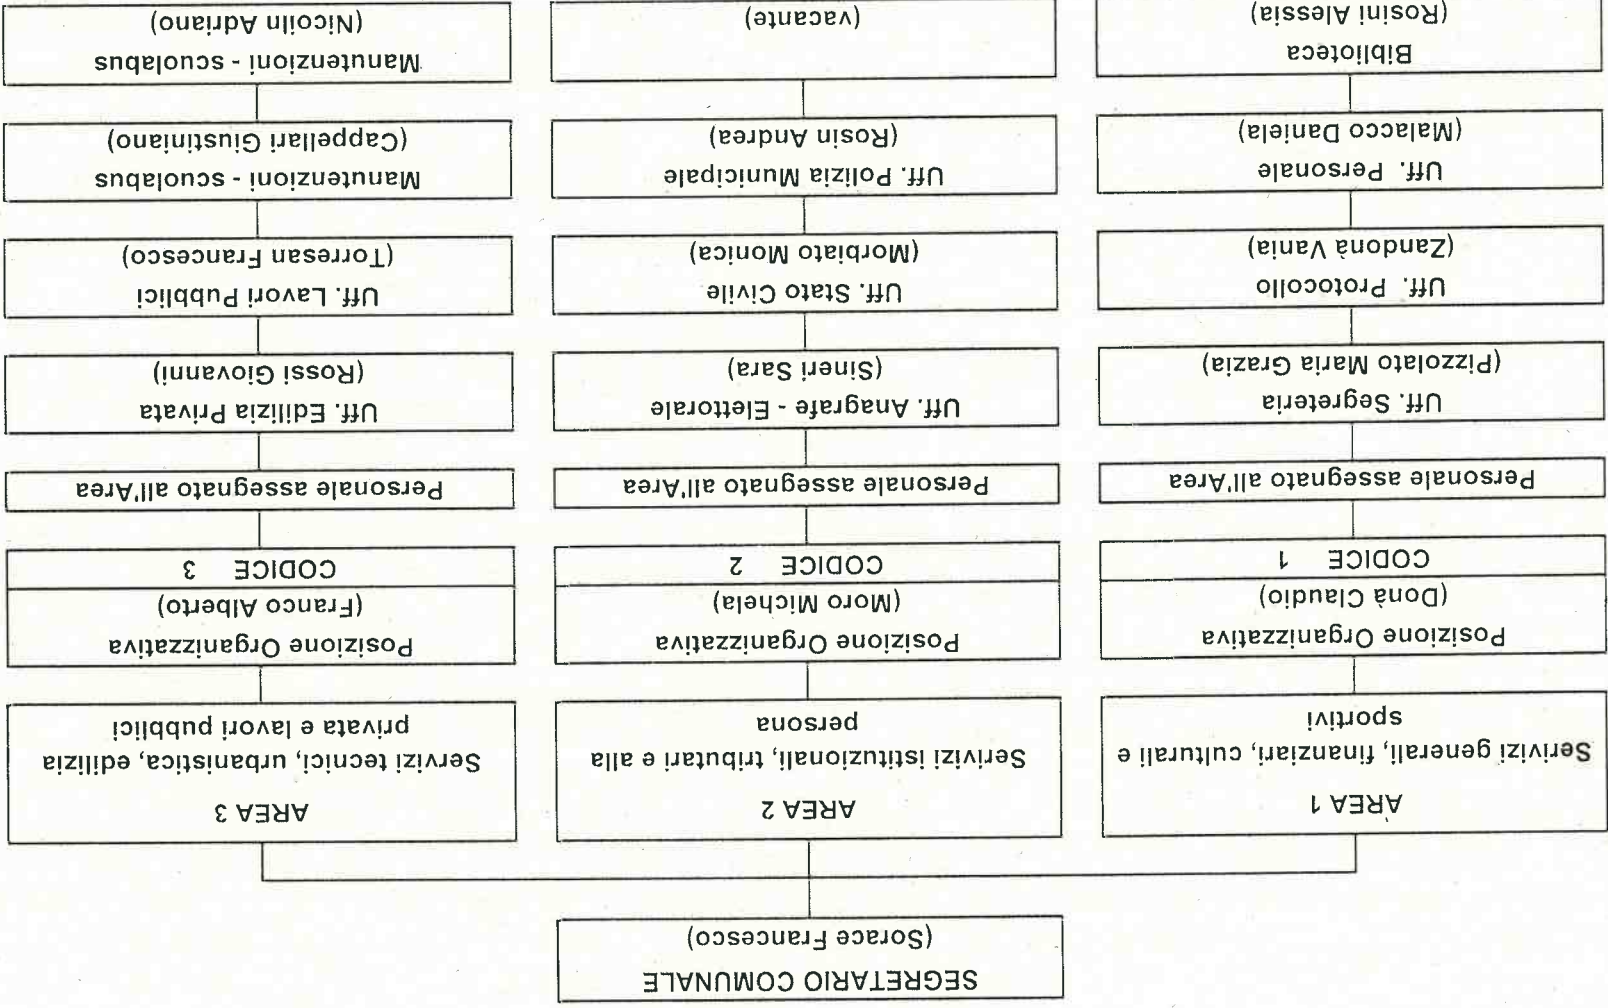 SEGRETARIO COMUNALE
(Sorace Francesco)
AREA 1
Serivizi generali, finanziari, culturali e
sportivi
Posizione Organizzativa
(Donà Claudio)
CODICE 1
Personale assegnato all'Area
Uff. Segreteria
(Pizzolato Maria Grazia)
Uff. Protocollo
(Zandonà Vania)
Uff. Personale
(Malacco Daniela)
Biblioteca
(Rosini Alessia)
AREA 2
Serivizi istituzionali, tributari e alla
persona
Posizione Organizzativa
(Moro Michela)
CODICE 2
Personale assegnato all'Area
Uff. Anagrafe - Elettorale
(Sineri Sara)
Uff. Stato Civile
(Morbiato Monica)
Uff. Polizia Municipale
(Rosin Andrea)
(vacante)
AREA 3
Servizi tecnici, urbanistica, edilizia
privata e lavori pubblici
Posizione Organizzativa
(Franco Alberto)
CODICE 3
Personale assegnato all'Area
Uff. Edilizia Privata
(Rossi Giovanni)
Uff. Lavori Pubblici
(Torresan Francesco)
Manutenzioni - scuolabus
(Cappellari Giustiniano)
Manutenzioni - scuolabus
(Nicolin Adriano)